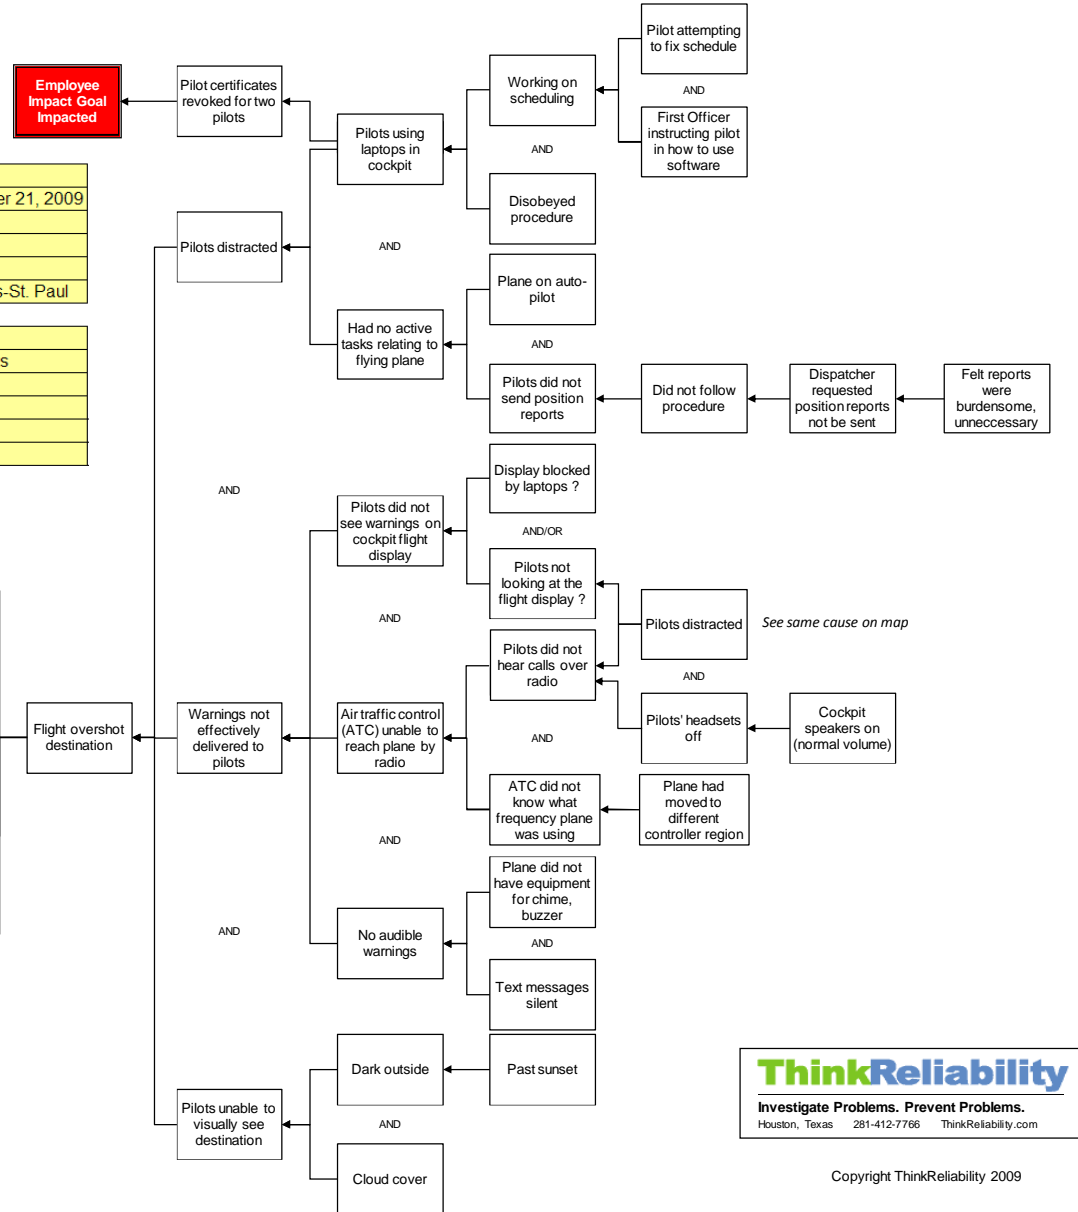 Pilot attempting
to fix schedule
Employee
Impact Goal
Impacted
Pilot certificates
revoked for two
pilots
Working on
scheduling
AND
First Officer
instructing pilot
in how to use
software
Pilots using
laptops in
cockpit
AND
Disobeyed
procedure
er 21, 2009
s-St. Paul
Pilots distracted
AND
Plane on auto-
pilot
Had no active
tasks relating to
flying plane
AND
s
Pilots did not
send position
reports
Did not follow
procedure
Dispatcher
requested
position reports
not be sent
Felt reports
were
burdensome,
unneccessary
AND
Display blocked
by laptops ?
Pilots did not
see warnings on
cockpit flight
display
AND/OR
Pilots not
looking at the
flight display ?
AND
Pilots distracted
See same cause on map
Pilots did not
hear calls over
radio
AND
Flight overshot
destination
Warnings not
effectively
delivered to
pilots
Air traffic control
(ATC) unable to
reach plane by
radio
AND
Pilots' headsets
off
Cockpit
speakers on
(normal volume)
ATC did not
know what
frequency plane
was using
Plane had
moved to
different
controller region
AND
Plane did not
have equipment
for chime,
buzzer
AND
No audible
warnings
AND
Text messages
silent
Dark outside
Past sunset
Pilots unable to
visually see
destination
AND
Cloud cover
ThinkReliability
Investigate Problems. Prevent Problems.
Houston, Texas 281-412-7766 ThinkReliability.com
Copyright ThinkReliability 2009